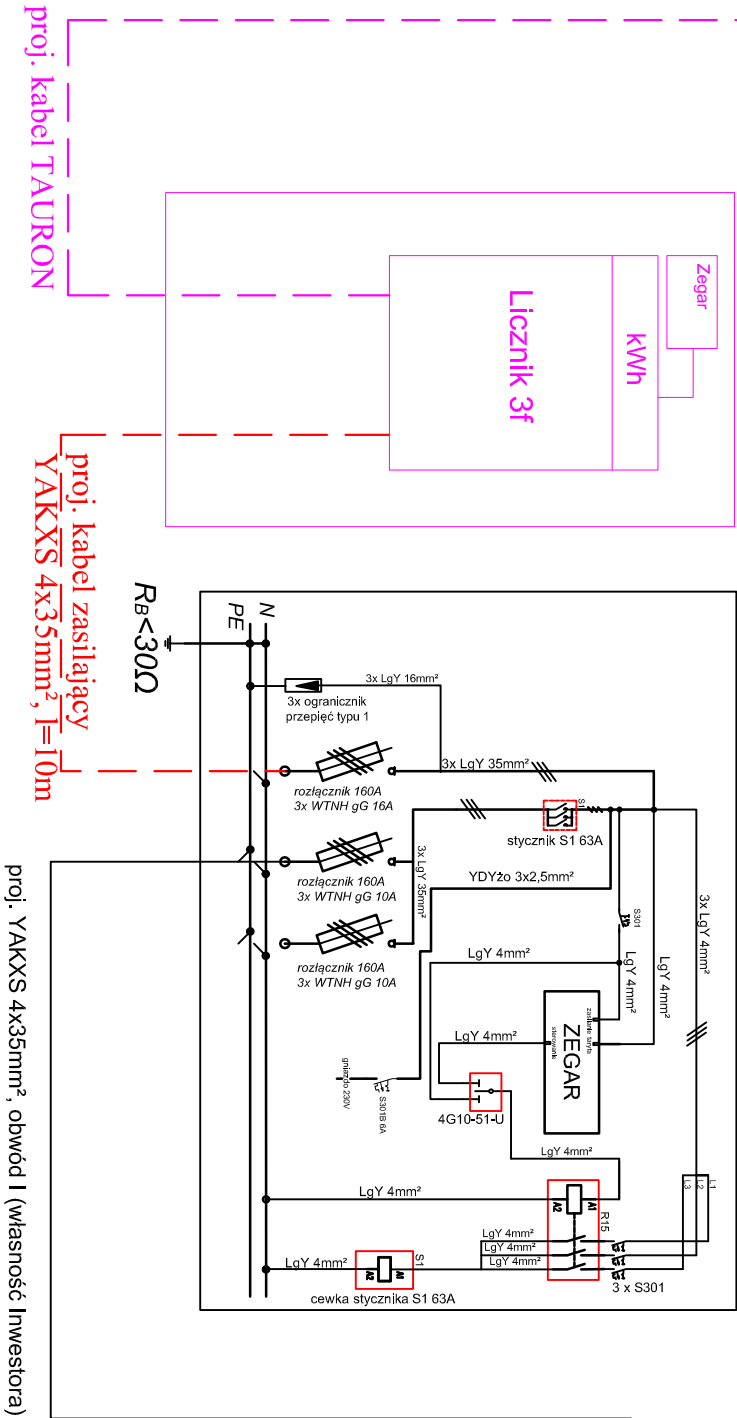 proj. kabel TAURON
Zegar
kWh
Licznik 3f
proj. kabel zasilający
YAKXS 4x35mm², l=10m
N
PE
RB<30Ω
3x LgY 16mm²
3x ogranicznik
przepięć typu 1
3x LgY 35mm²
rozłącznik 160A
3x WTNH gG 16A
S1
stycznik S1 63A
rozłącznik 160A
3x WTNH gG 10A
3x LgY 35mm²
YDYżo 3x2,5mm²
rozłącznik 160A
3x WTNH gG 10A
S301
3x LgY 4mm²
LgY 4mm²
LgY 4mm²
LgY 4mm²
zasilanie taryfa
ZEGAR
sterowanie
LgY 4mm²
gniazdo 230V
S301B 6A
4G10-51-U
LgY 4mm²
LgY 4mm²
A2
A1
R15
L1
L2
L3
LgY 4mm²
LgY 4mm²
LgY 4mm²
3 x S301
LgY 4mm²
S1
A2
A1
cewka stycznika S1 63A
proj. YAKXS 4x35mm², obwód I (własność Inwestora)